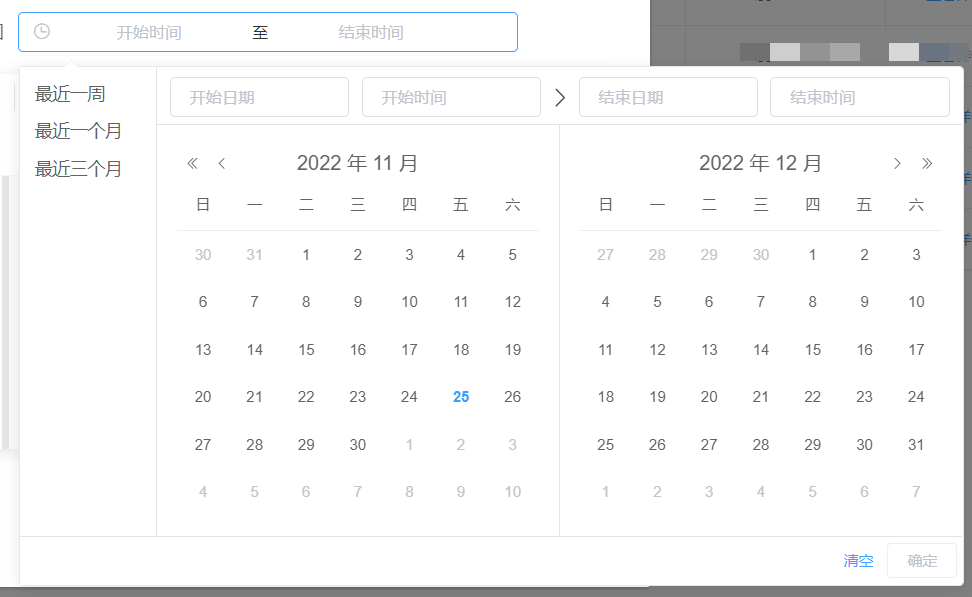 开始时间 至 结束时间
最近一周
最近一个月
最近三个月
开始日期 开始时间 > 结束日期 结束时间
« < 2022 年 11 月
日 一 二 三 四 五 六
30 31 1 2 3 4 5
6 7 8 9 10 11 12
13 14 15 16 17 18 19
20 21 22 23 24 25 26
27 28 29 30 1 2 3
4 5 6 7 8 9 10
2022 年 12 月 > »
日 一 二 三 四 五 六
27 28 29 30 1 2 3
4 5 6 7 8 9 10
11 12 13 14 15 16 17
18 19 20 21 22 23 24
25 26 27 28 29 30 31
1 2 3 4 5 6 7
清空 确定